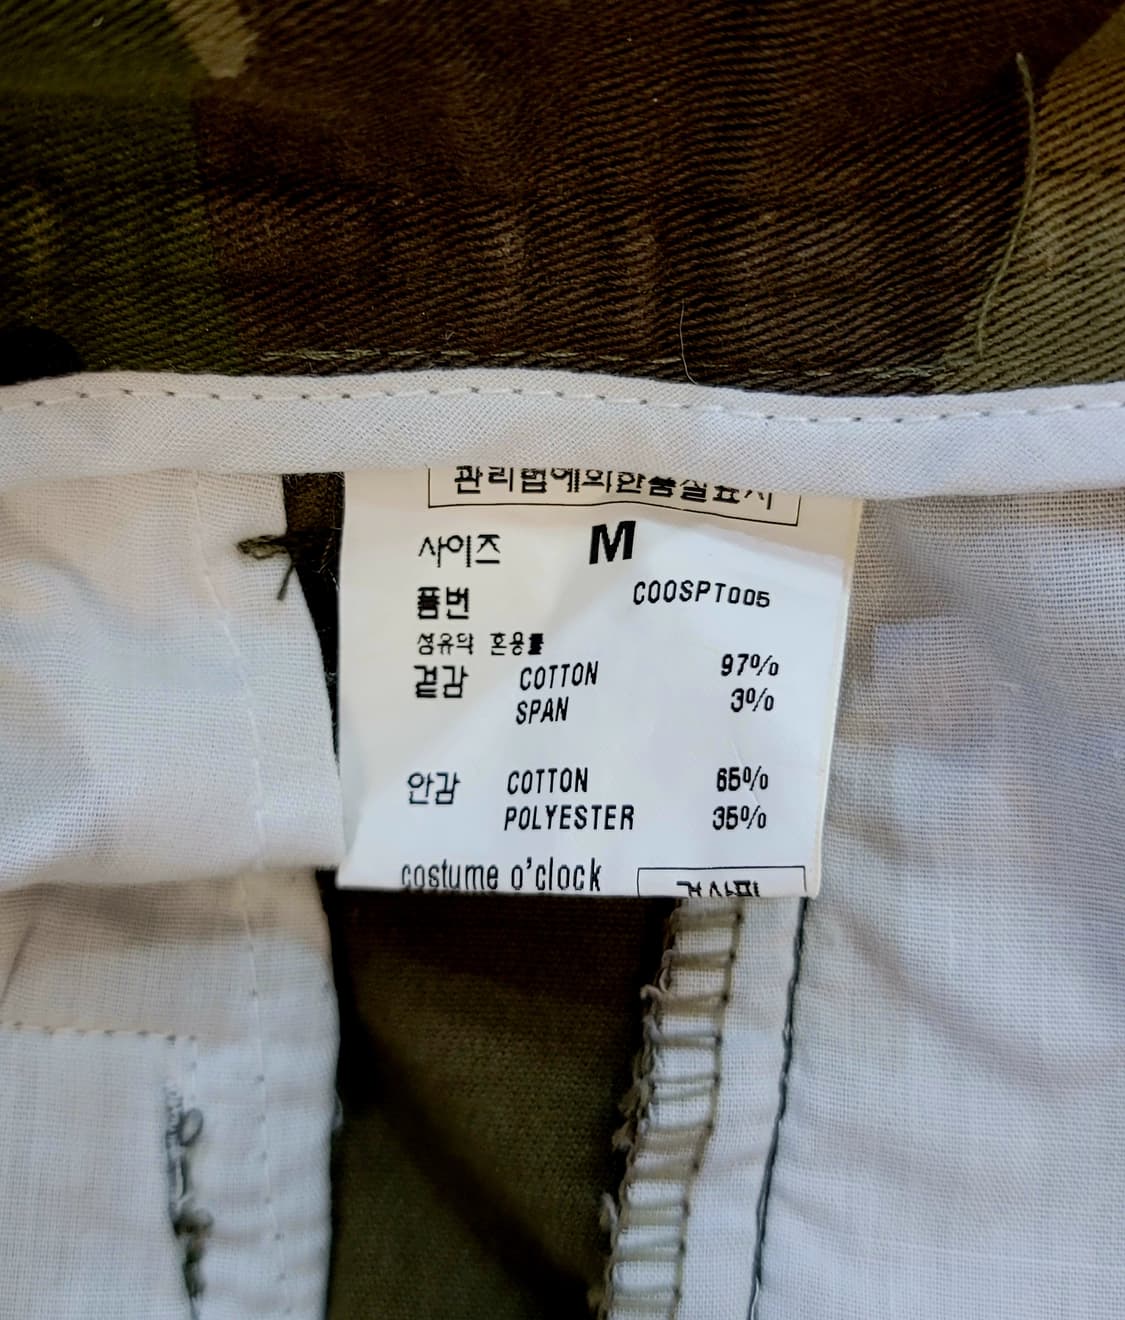 관리법에의한품질표시
사이즈 M
품번 COOSPT005
섬유의 혼용률
겉감 COTTON 97%
SPAN 3%
안감 COTTON 65%
POLYESTER 35%
costume o'clock